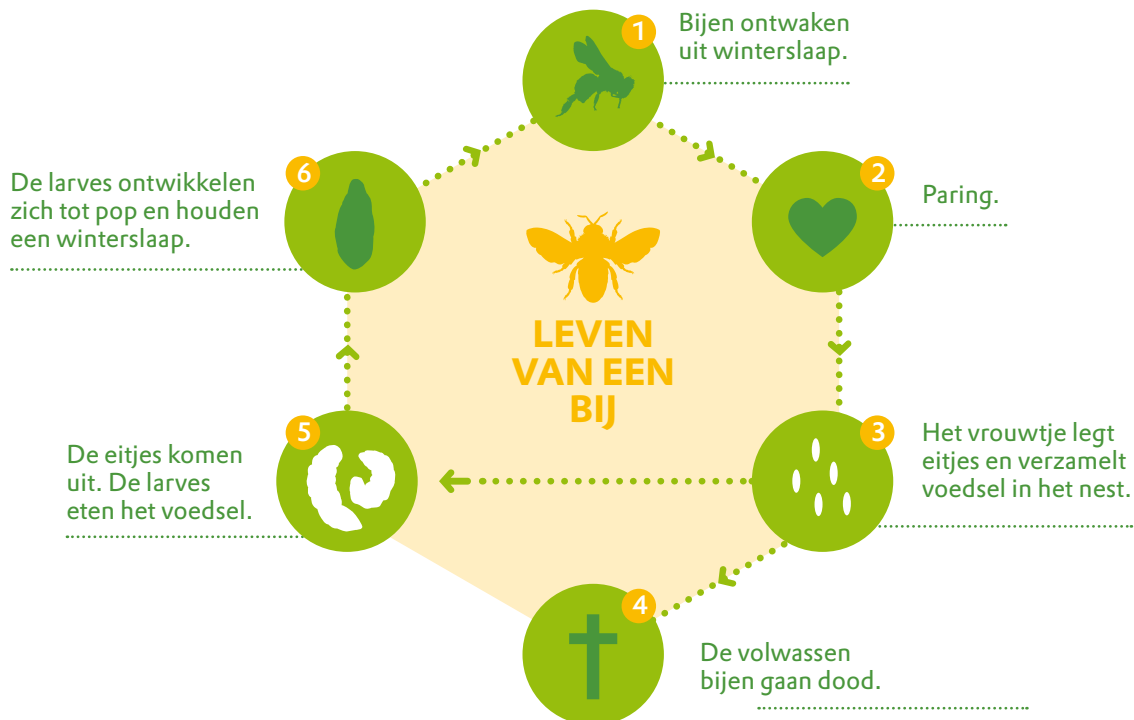 1
Bijen ontwaken
uit winterslaap.
2
Paring.
3
Het vrouwtje legt
eitjes en verzamelt
voedsel in het nest.
4
De volwassen
bijen gaan dood.
5
De eitjes komen
uit. De larves
eten het voedsel.
6
De larves ontwikkelen
zich tot pop en houden
een winterslaap.
LEVEN
VAN EEN
BIJ